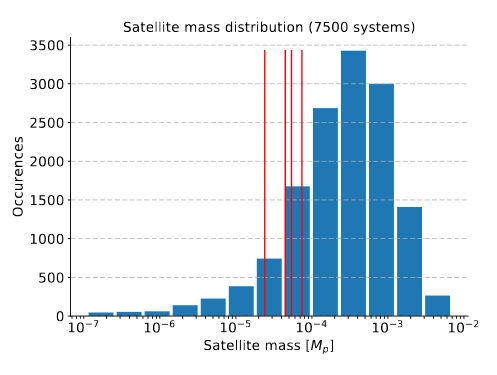 Satellite mass distribution (7500 systems)
3500
3000
2500
2000
1500
1000
500
0
Occurences
10⁻⁷ 10⁻⁶ 10⁻⁵ 10⁻⁴ 10⁻³ 10⁻²
Satellite mass [Mₚ]